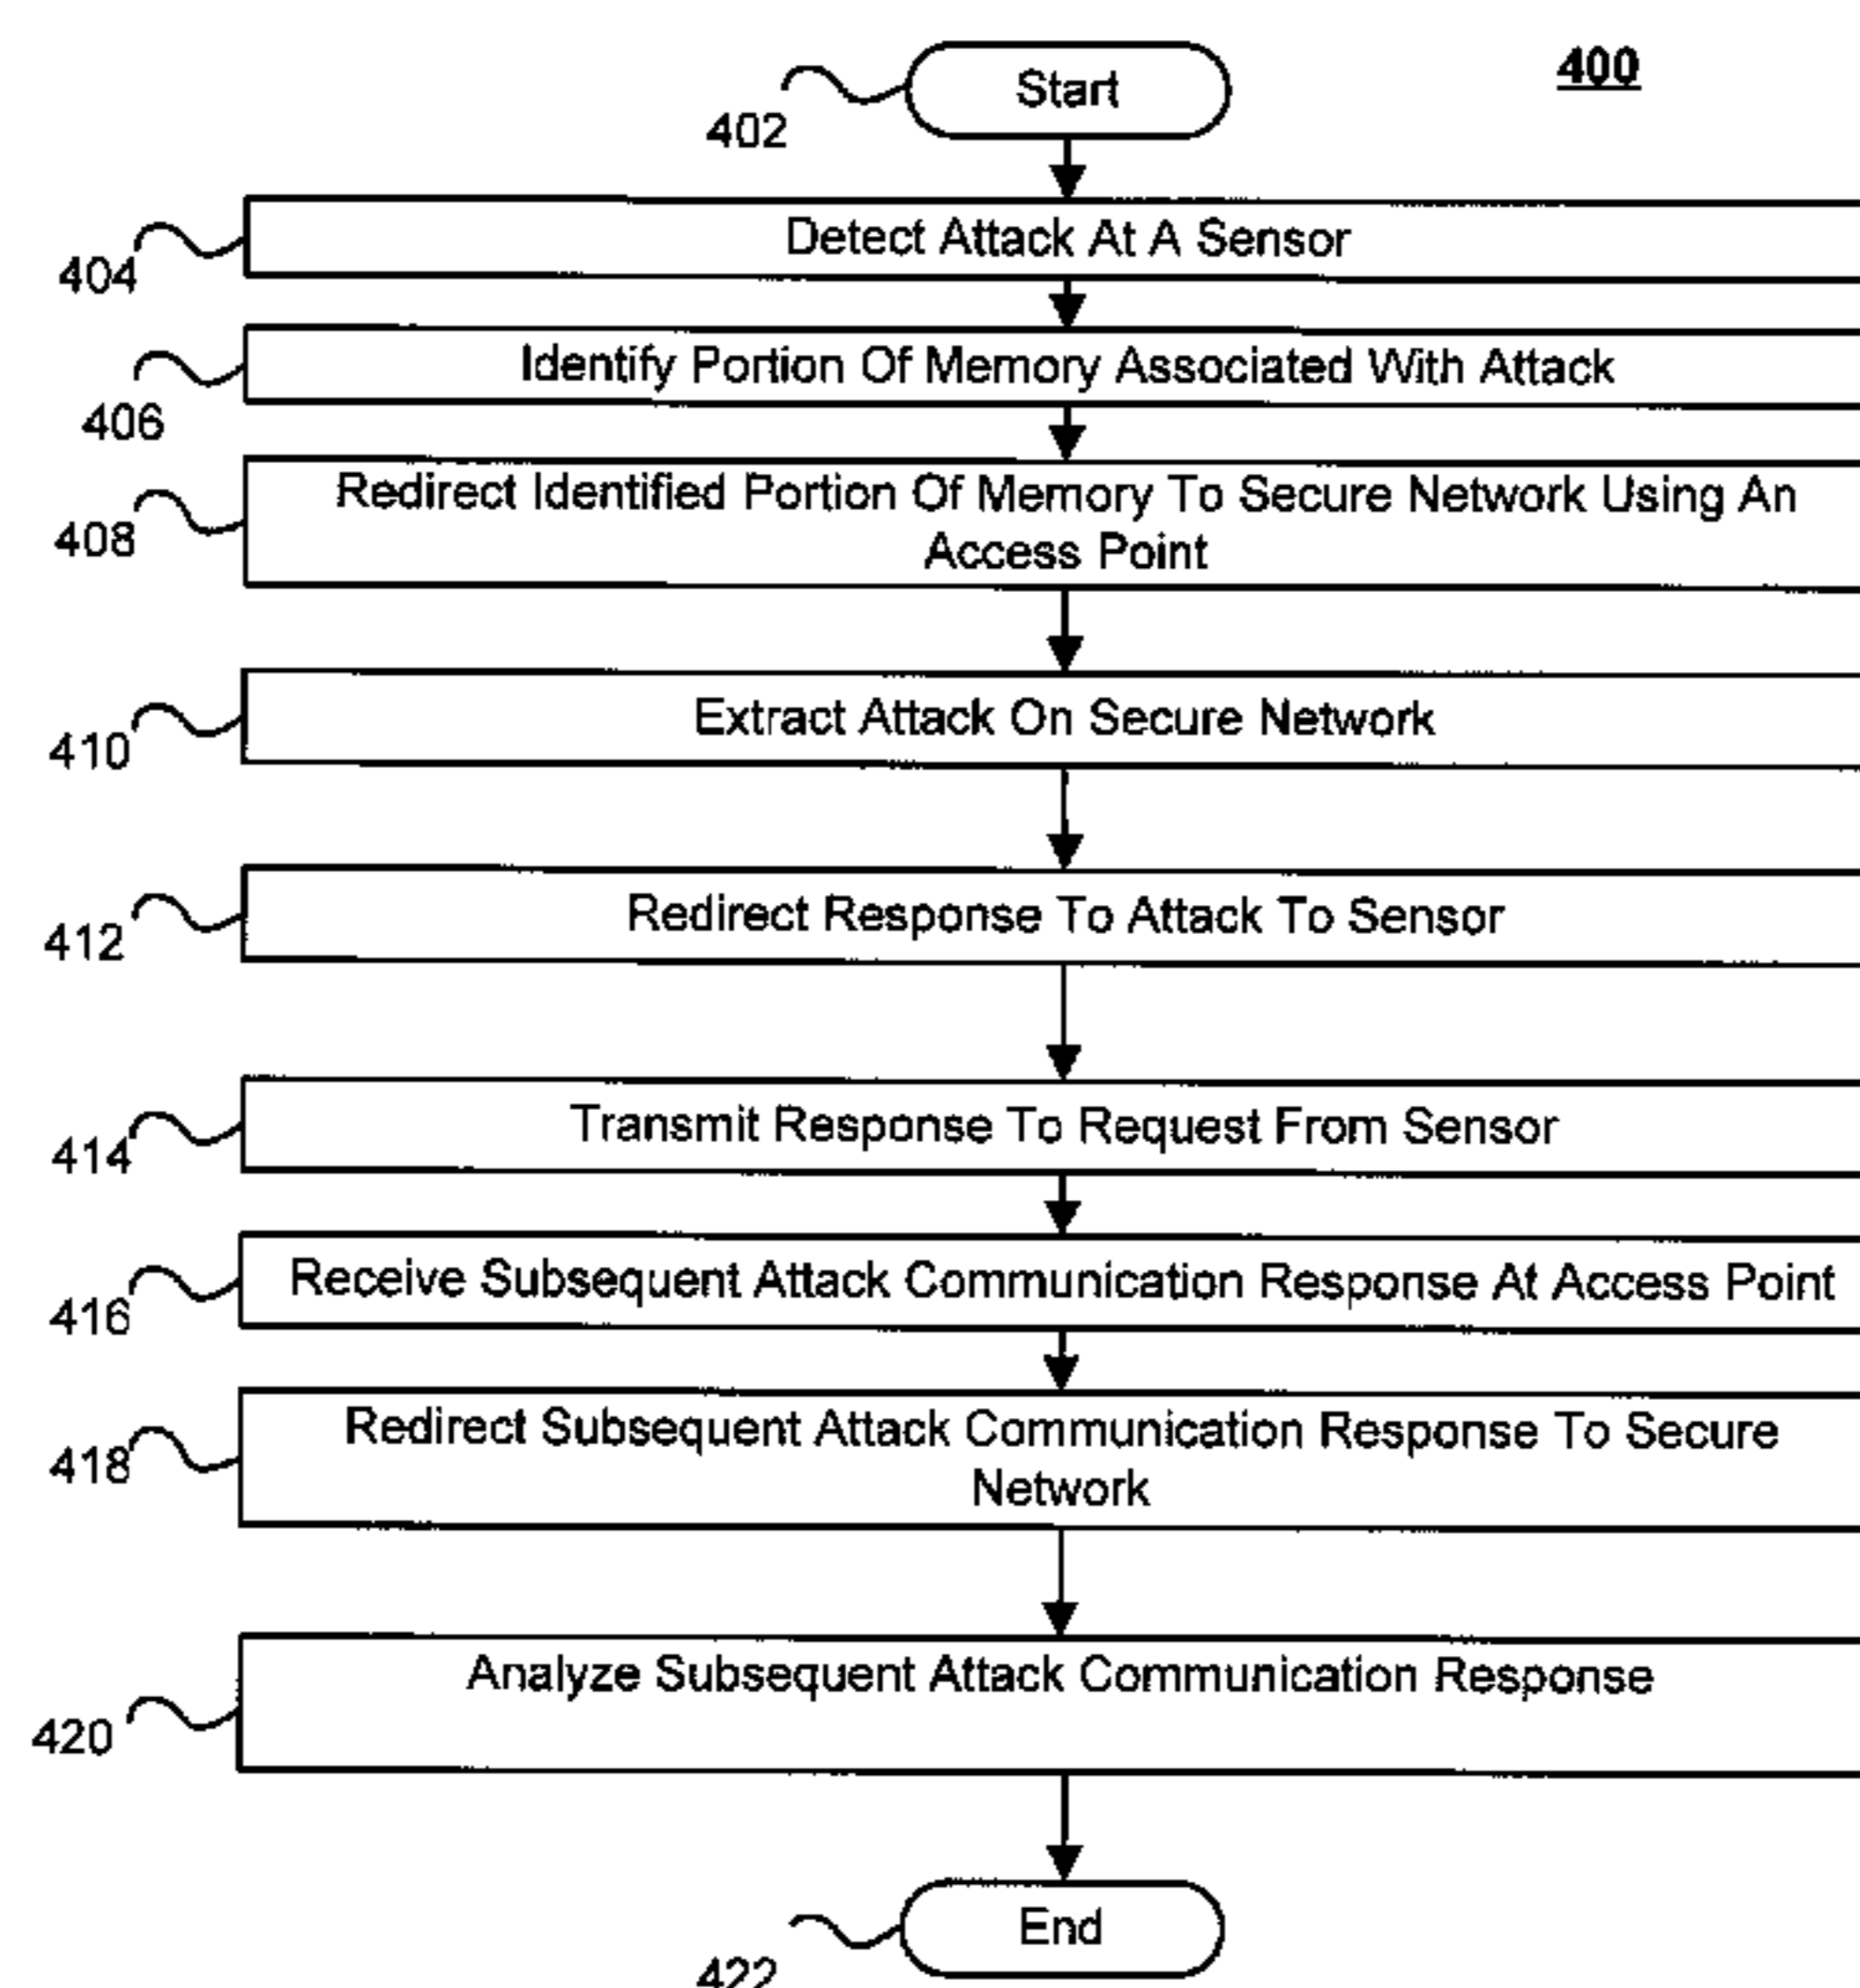 400
Start
402
Detect Attack At A Sensor
404
Identify Portion Of Memory Associated With Attack
406
Redirect Identified Portion Of Memory To Secure Network Using An
Access Point
408
Extract Attack On Secure Network
410
Redirect Response To Attack To Sensor
412
Transmit Response To Request From Sensor
414
Receive Subsequent Attack Communication Response At Access Point
416
Redirect Subsequent Attack Communication Response To Secure
Network
418
Analyze Subsequent Attack Communication Response
420
End
422